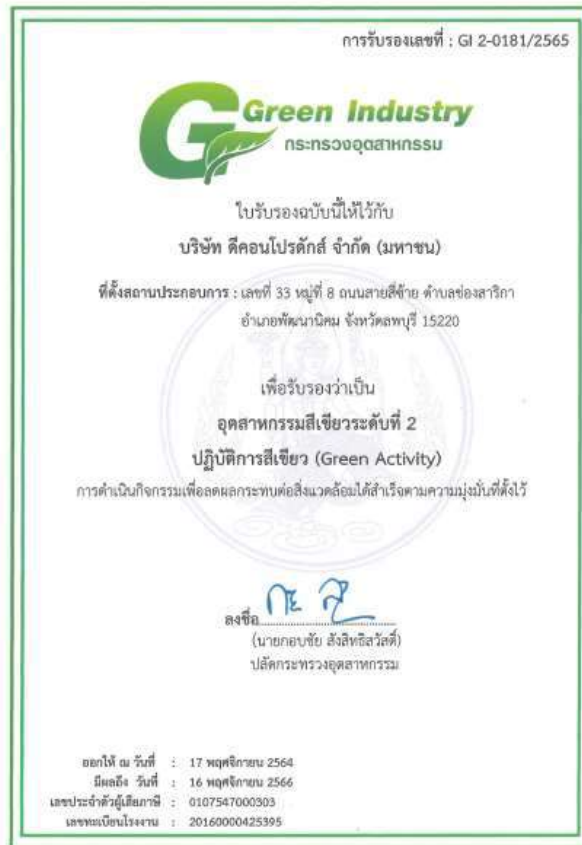 การรับรองเลขที่ : GI 2-0181/2565
Green Industry
กระทรวงอุตสาหกรรม
ใบรับรองฉบับนี้ให้ไว้กับ
บริษัท ดีคอนโปรดักส์ จำกัด (มหาชน)
ที่ตั้งสถานประกอบการ : เลขที่ 33 หมู่ที่ 8 ถนนสายสี่ซ้าย ตำบลช่องสาริกา
อำเภอพัฒนานิคม จังหวัดลพบุรี 15220
เพื่อรับรองว่าเป็น
อุตสาหกรรมสีเขียวระดับที่ 2
ปฏิบัติการสีเขียว (Green Activity)
การดำเนินกิจกรรมเพื่อลดผลกระทบต่อสิ่งแวดล้อมได้สำเร็จตามความมุ่งมั่นที่ตั้งไว้
ลงชื่อ
(นายกอบชัย สังสิทธิสวัสดิ์)
ปลัดกระทรวงอุตสาหกรรม
ออกให้ ณ วันที่ : 17 พฤศจิกายน 2564
มีผลถึง วันที่ : 16 พฤศจิกายน 2566
เลขประจำตัวผู้เสียภาษี : 0107547000303
เลขทะเบียนโรงงาน : 20160000425395